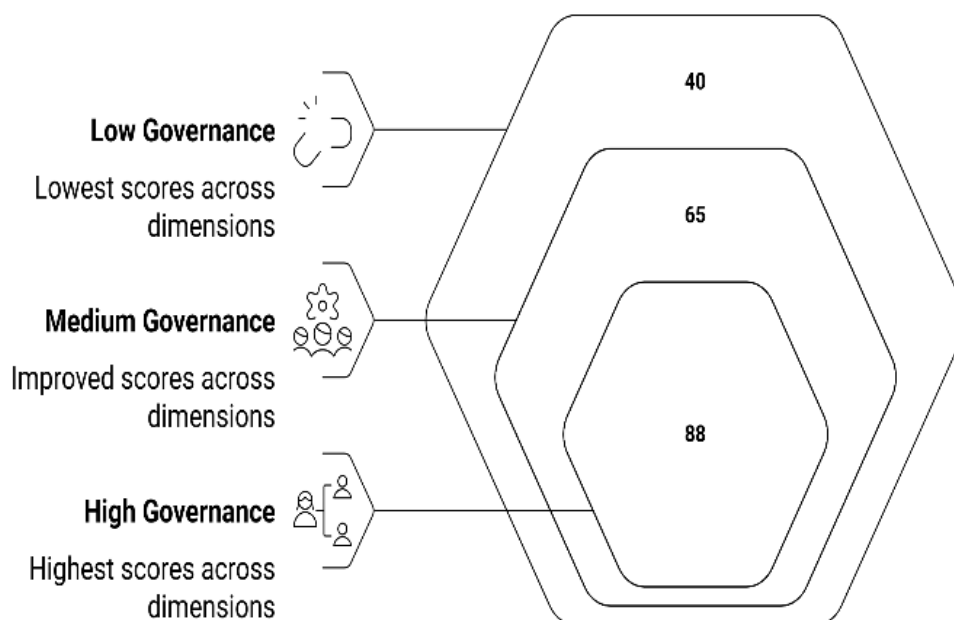 40
Low Governance
Lowest scores across
dimensions
65
Medium Governance
Improved scores across
dimensions
88
High Governance
Highest scores across
dimensions